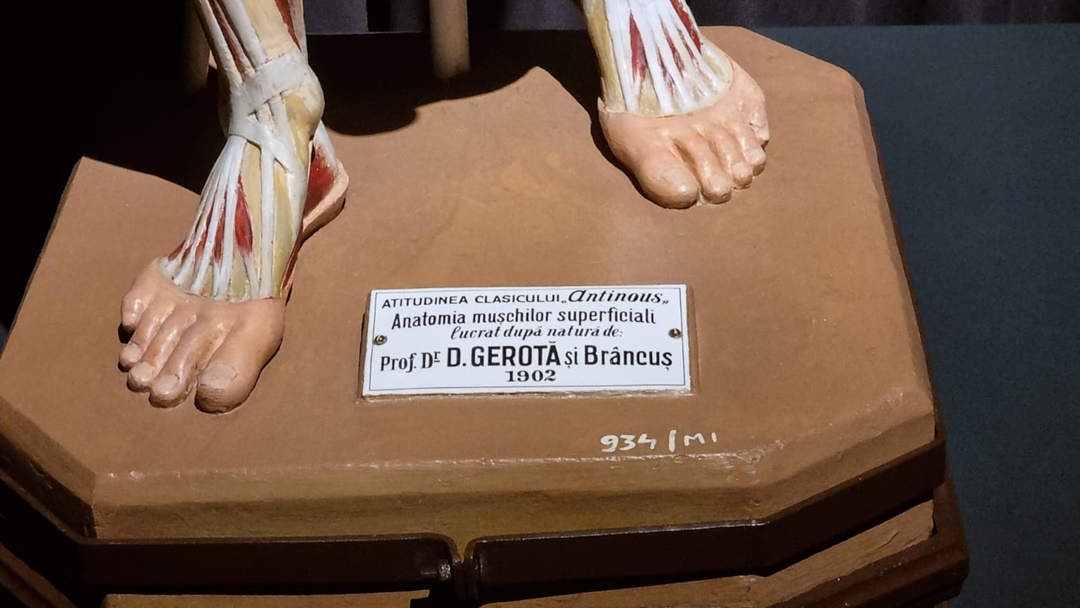 ATITUDINEA CLASICULUI „Antinous„
Anatomia mușchilor superficiali
lucrat după natură de:
Prof. Dr D. GEROTĂ și Brâncuș
1902
934/MI